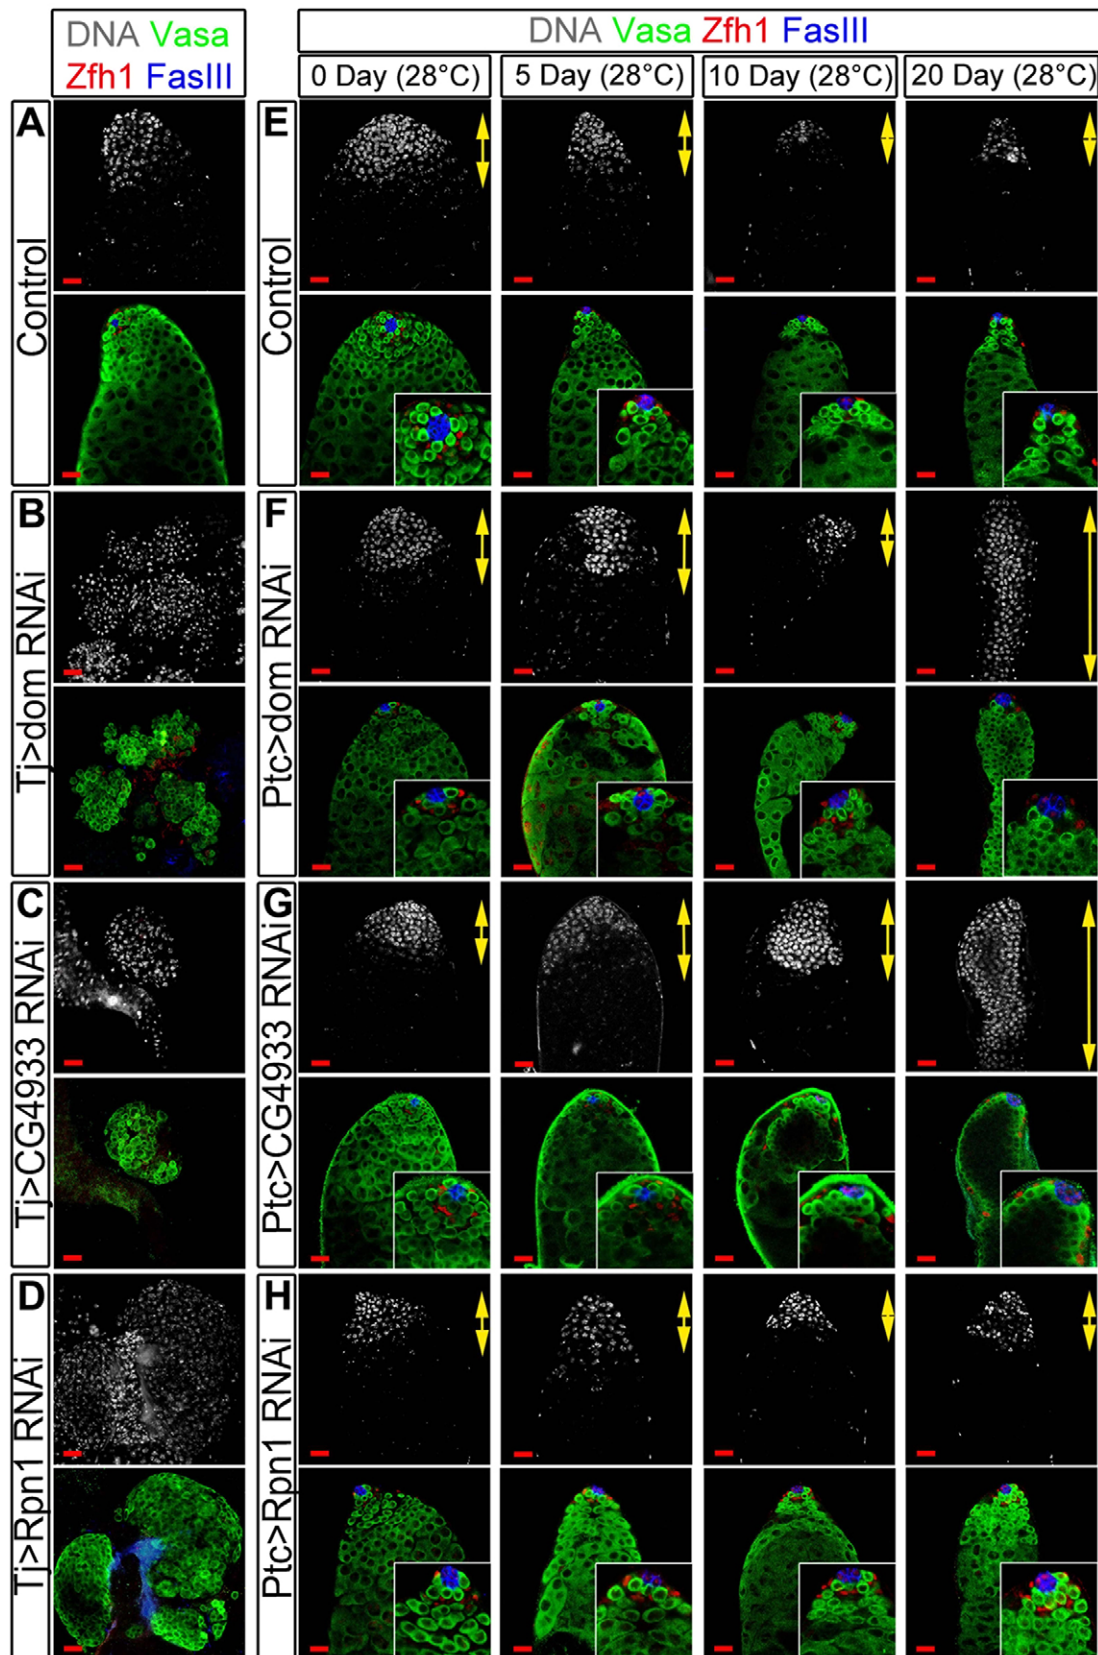 DNA Vasa
Zfh1 FasIII
DNA Vasa Zfh1 FasIII
0 Day (28°C)
5 Day (28°C)
10 Day (28°C)
20 Day (28°C)
A
Control
E
Control
B
Tj>dom RNAi
F
Ptc>dom RNAi
C
Tj>CG4933 RNAi
G
Ptc>CG4933 RNAi
D
Tj>Rpn1 RNAi
H
Ptc>Rpn1 RNAi